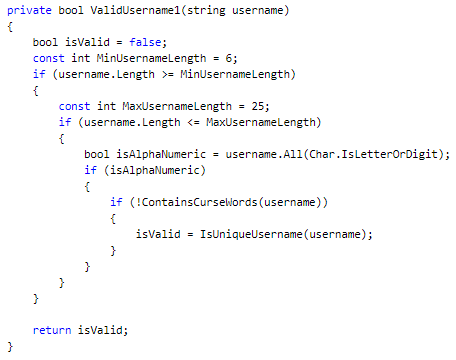 private bool ValidUsername1(string username)
{
    bool isValid = false;
    const int MinUsernameLength = 6;
    if (username.Length >= MinUsernameLength)
    {
        const int MaxUsernameLength = 25;
        if (username.Length <= MaxUsernameLength)
        {
            bool isAlphaNumeric = username.All(Char.IsLetterOrDigit);
            if (isAlphaNumeric)
            {
                if (!ContainsCurseWords(username))
                {
                    isValid = IsUniqueUsername(username);
                }
            }
        }
    }

    return isValid;
}